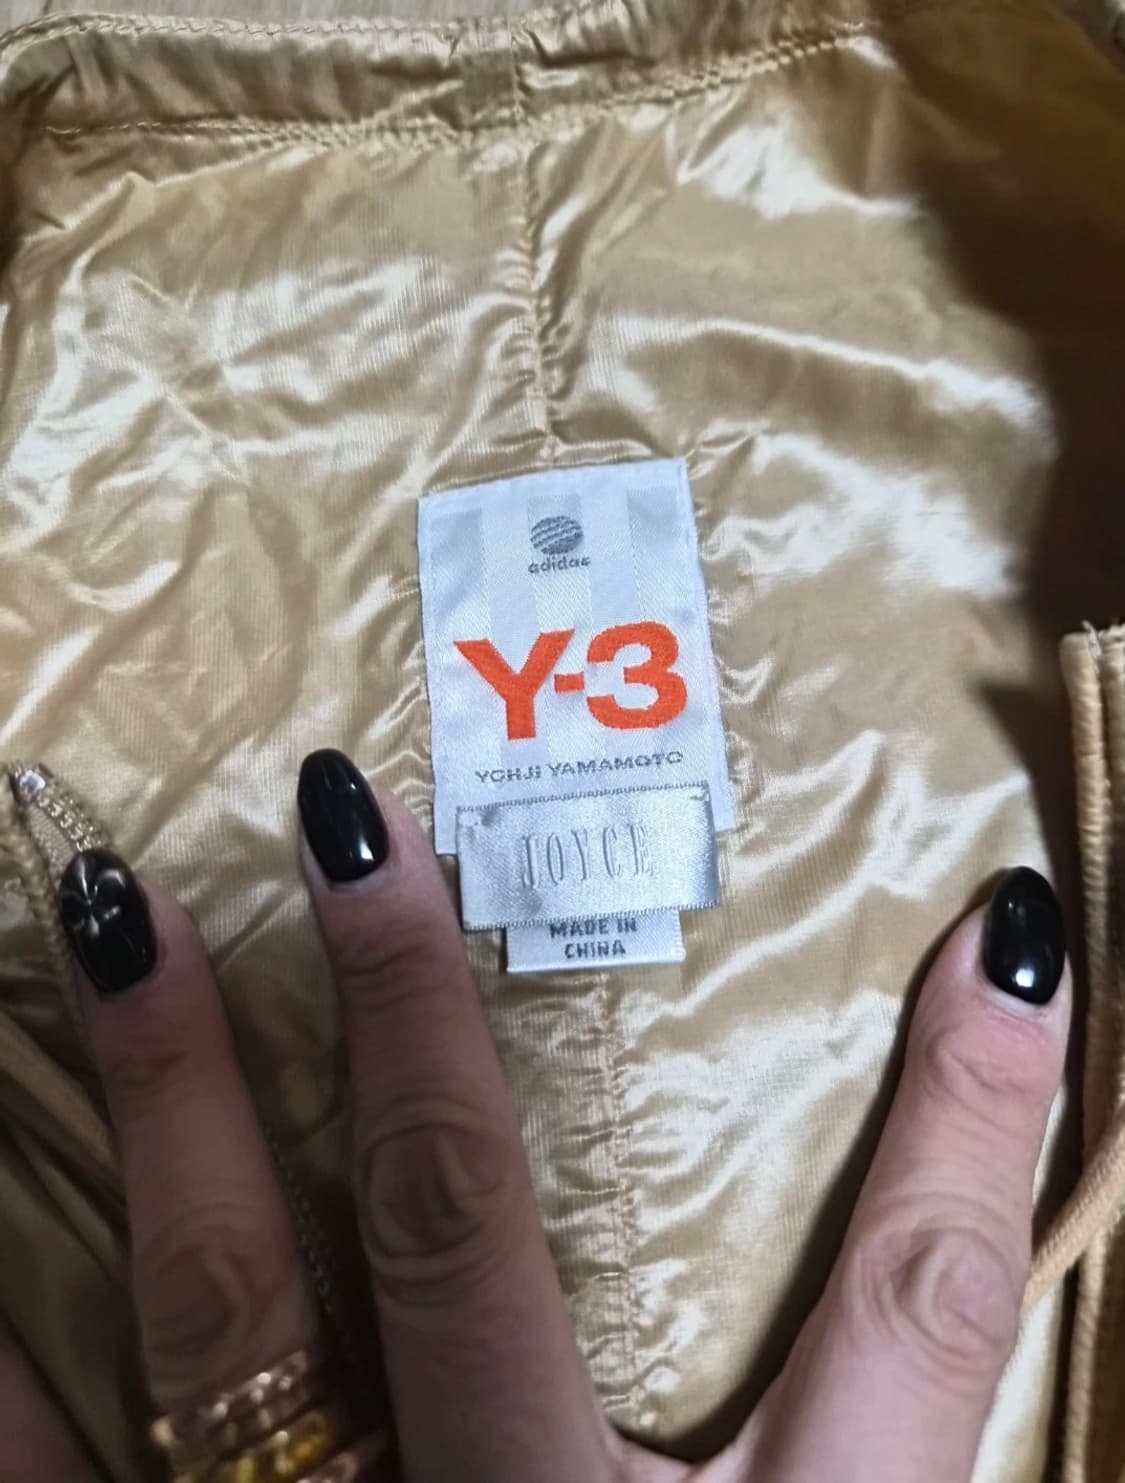 adidas
Y-3
YOHJI YAMAMOTO
JOYCE
MADE IN
CHINA